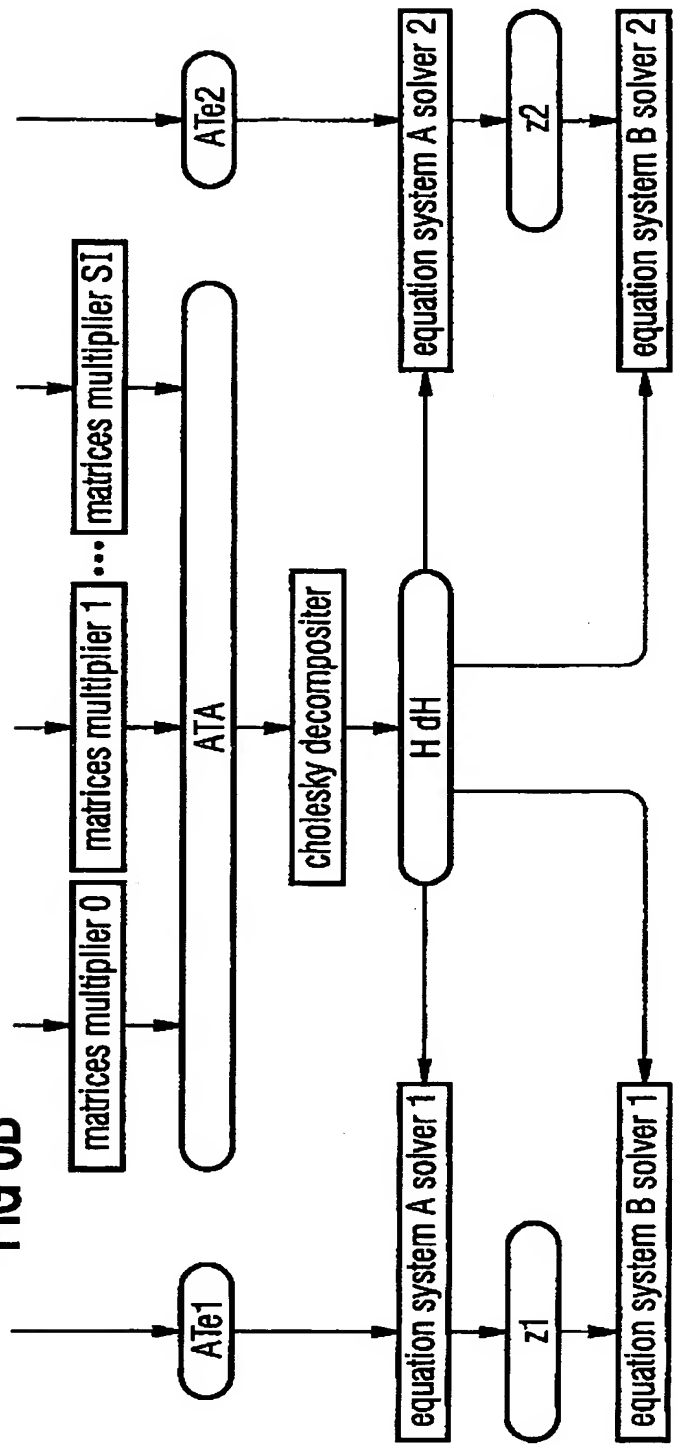 FIG
matrices multiplier 0
matrices multiplier 1
...
matrices multiplier SI
ATe1
ATA
ATe2
cholesky decompositer
equation system A solver 1
H dH
equation system A solver 2
z1
z2
equation system B solver 1
equation system B solver 2